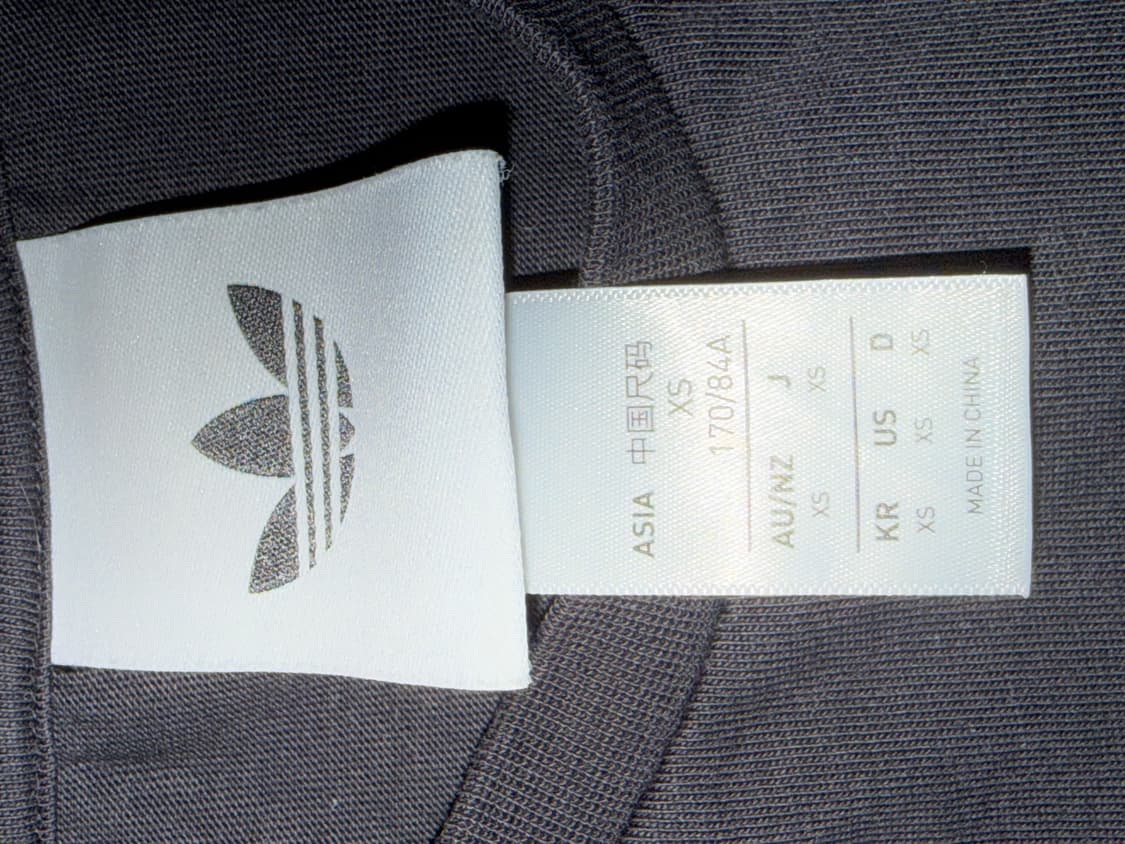 ASIA 中国尺码
XS
170/84A
AU/NZ J
XS XS
KR US D
XS XS XS
MADE IN CHINA